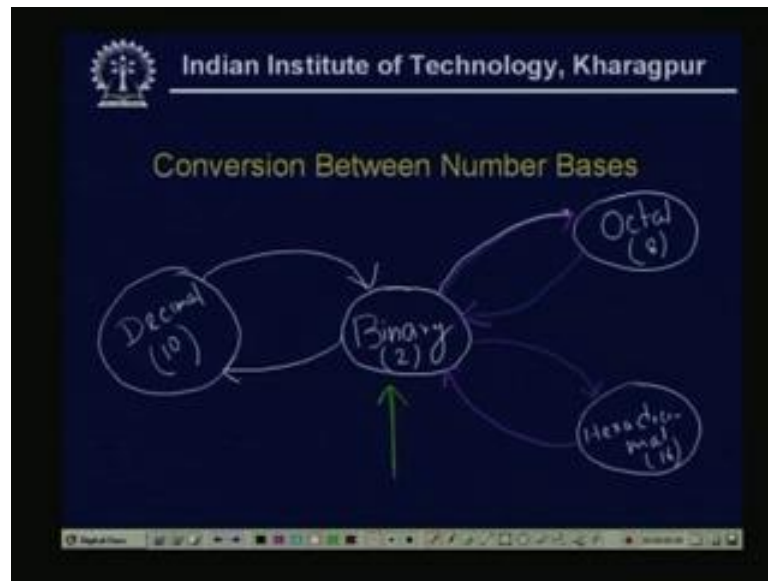 Indian Institute of Technology, Kharagpur
Conversion Between Number Bases
Octal
(8)
Decimal
(10)
Binary
(2)
Hexadeci-
mal
(16)